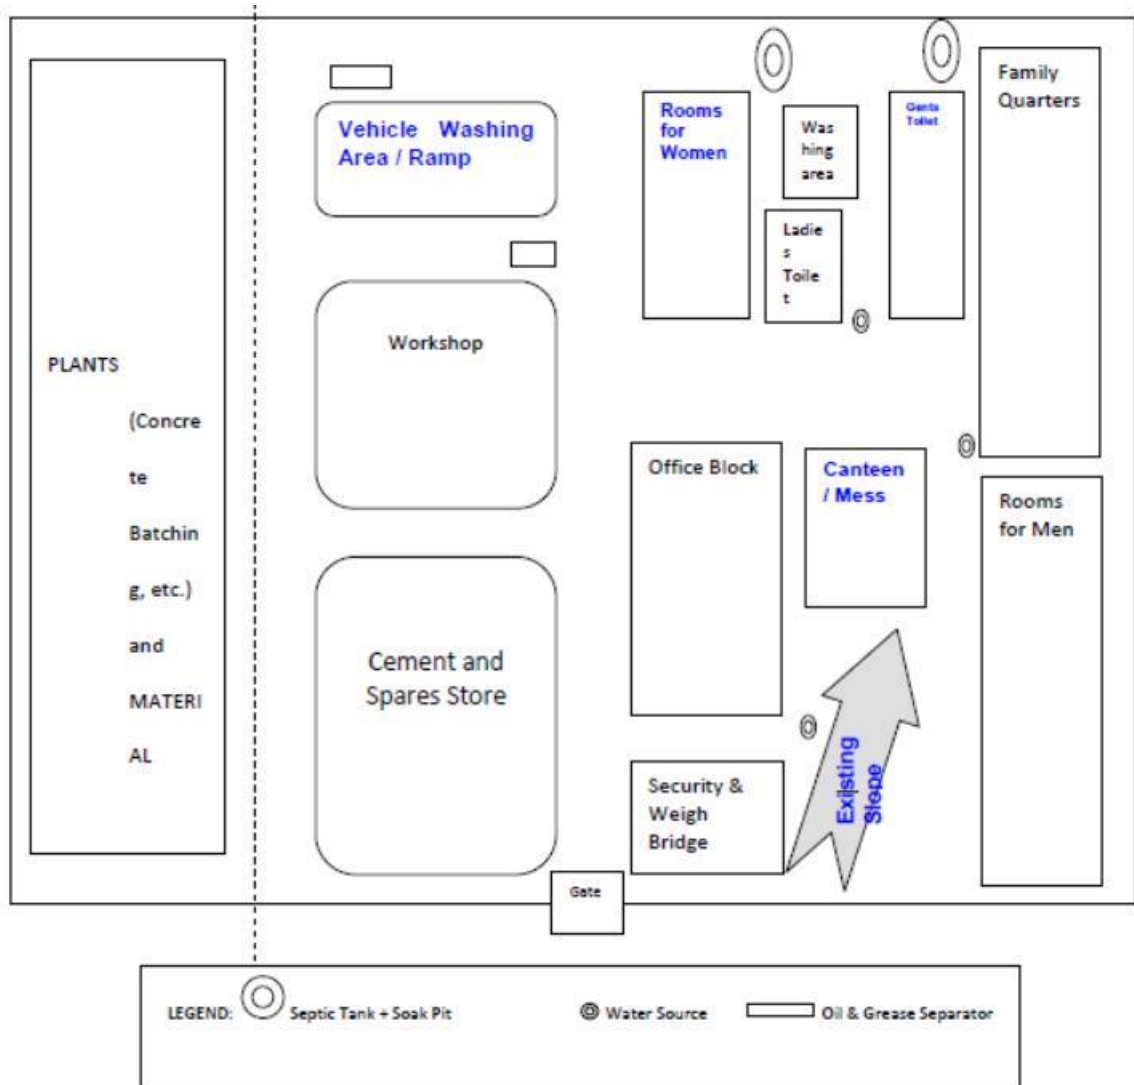 PLANTS
(Concre
te
Batchin
g, etc.)
and
MATERI
AL
Vehicle Washing
Area / Ramp
Workshop
Cement and
Spares Store
Rooms
for
Women
Was
hing
area
Ladie
s
Toile
t
Gents
Toilet
Family
Quarters
Office Block
Canteen
/ Mess
Rooms
for Men
Existing
Slope
Security &
Weigh
Bridge
Gate
LEGEND: Septic Tank + Soak Pit Water Source Oil & Grease Separator